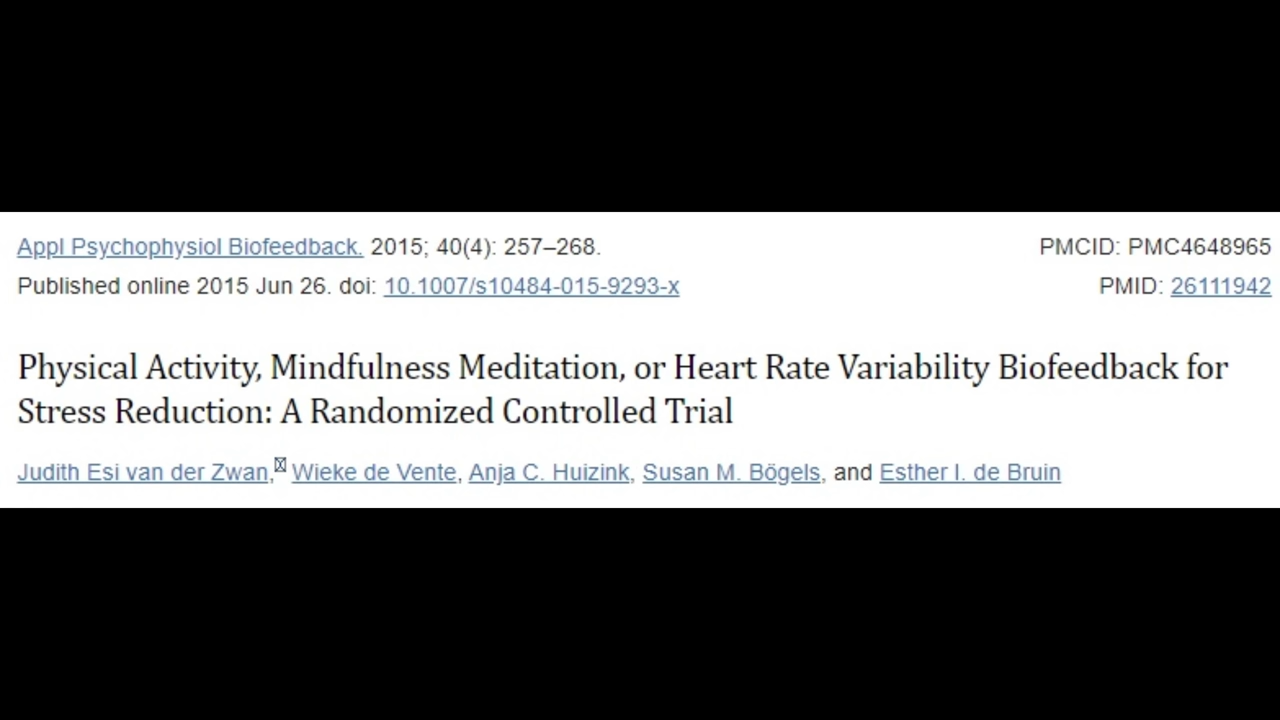 Appl Psychophysiol Biofeedback. 2015; 40(4): 257–268. PMCID: PMC4648965
Published online 2015 Jun 26. doi: 10.1007/s10484-015-9293-x PMID: 26111942
Physical Activity, Mindfulness Meditation, or Heart Rate Variability Biofeedback for
Stress Reduction: A Randomized Controlled Trial
Judith Esi van der Zwan, Wieke de Vente, Anja C. Huizink, Susan M. Bögels, and Esther I. de Bruin